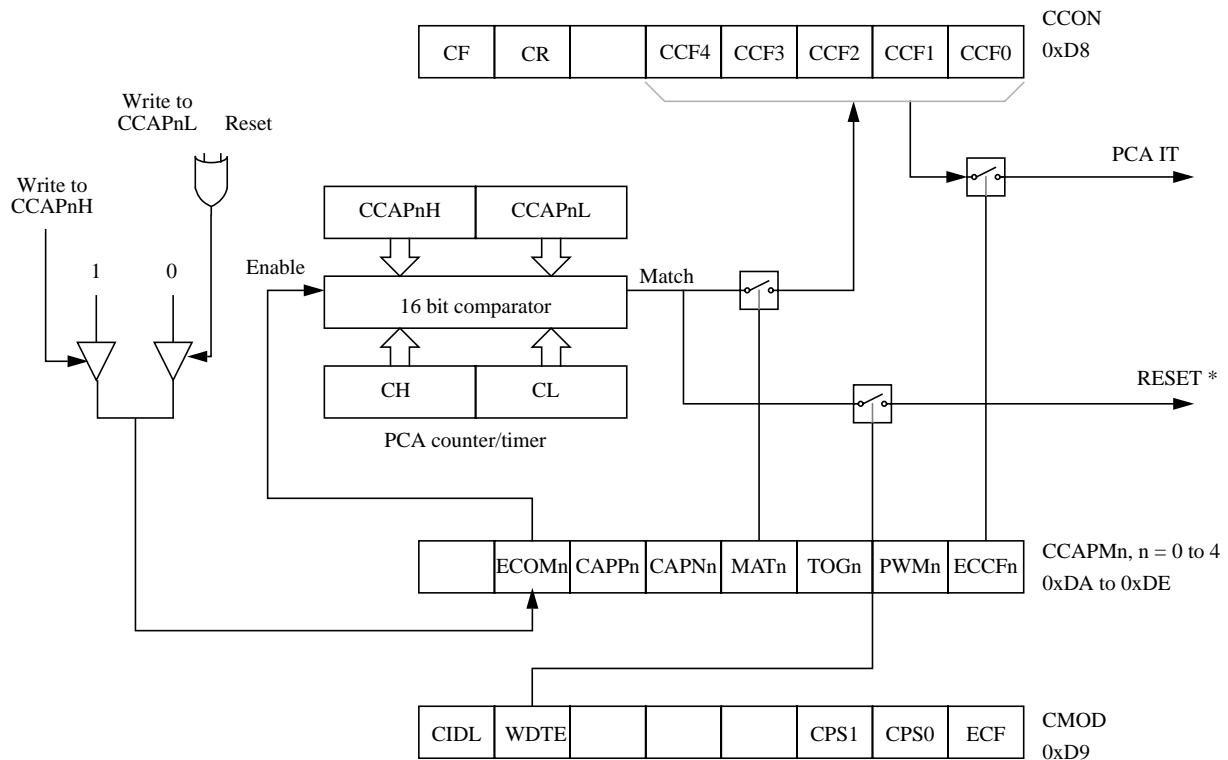 CCON
0xD8
CF CR CCF4 CCF3 CCF2 CCF1 CCF0
Write to
CCAPnL
Reset
PCA IT
Write to
CCAPnH
CCAPnH CCAPnL
1 0
Enable
Match
16 bit comparator
CH CL
RESET *
PCA counter/timer
ECOMn CAPPn CAPNn MATn TOGn PWMn ECCFn
CCAPMn, n = 0 to 4
0xDA to 0xDE
CIDL WDTE CPS1 CPS0 ECF
CMOD
0xD9